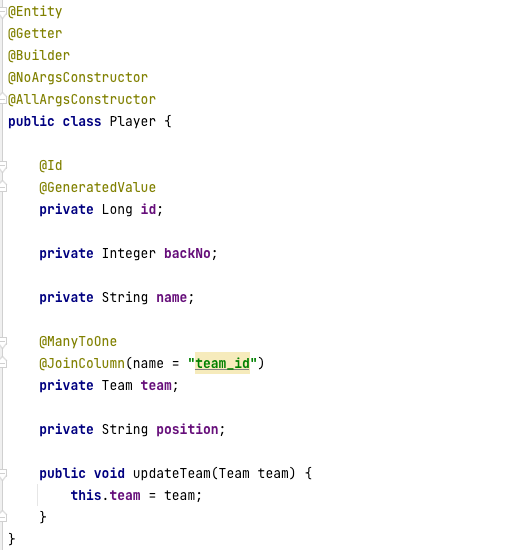 @Entity
@Getter
@Builder
@NoArgsConstructor
@AllArgsConstructor
public class Player {
@Id
@GeneratedValue
private Long id;
private Integer backNo;
private String name;
@ManyToOne
@JoinColumn(name = "team_id")
private Team team;
private String position;
public void updateTeam(Team team) {
this.team = team;
}
}